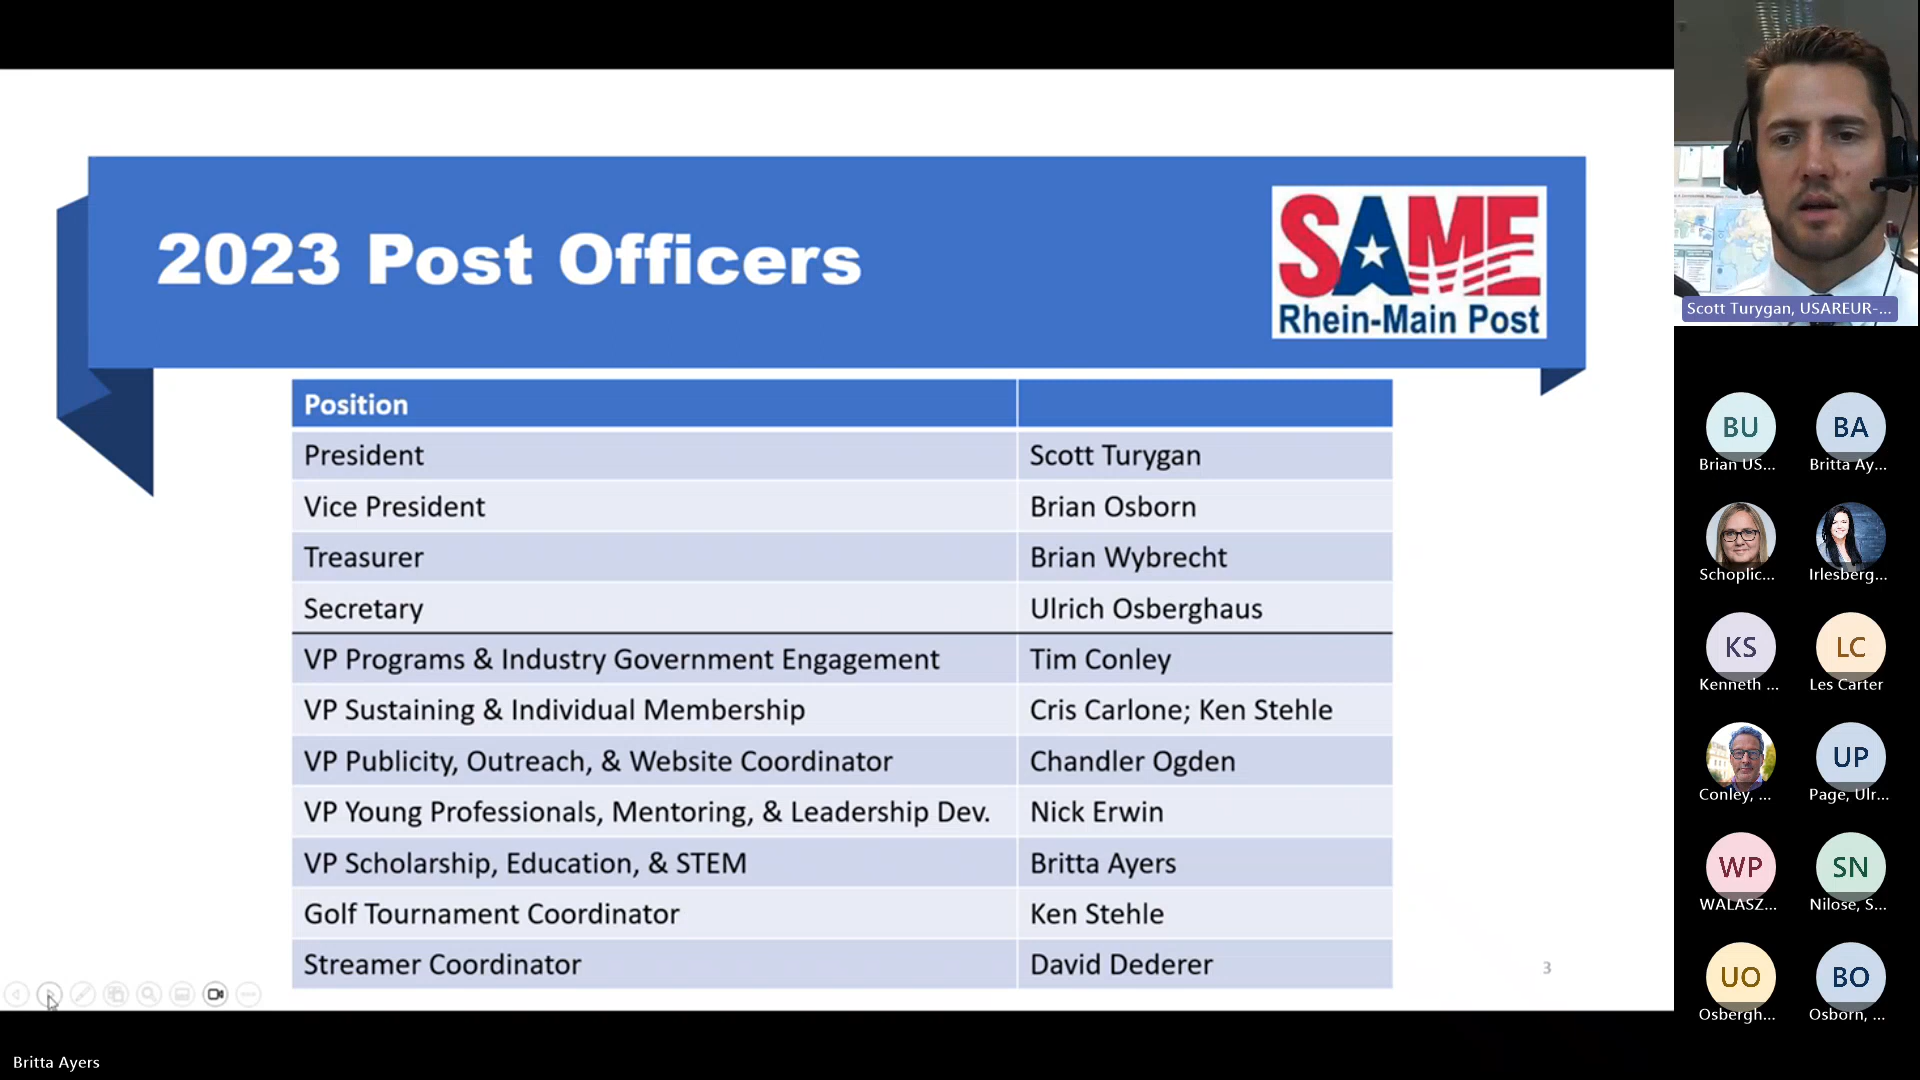 2023 Post Officers
SAME
Rhein-Main Post
Position
President Scott Turygan
Vice President Brian Osborn
Treasurer Brian Wybrecht
Secretary Ulrich Osberghaus
VP Programs & Industry Government Engagement Tim Conley
VP Sustaining & Individual Membership Cris Carlone; Ken Stehle
VP Publicity, Outreach, & Website Coordinator Chandler Ogden
VP Young Professionals, Mentoring, & Leadership Dev. Nick Erwin
VP Scholarship, Education, & STEM Britta Ayers
Golf Tournament Coordinator Ken Stehle
Streamer Coordinator David Dederer
3
Britta Ayers
Scott Turygan, USAREUR-...
BU BA
Brian US... Britta Ay...
Schoplic... Irlesberg...
KS LC
Kenneth ... Les Carter
UP
Conley, ... Page, Ulr...
WP SN
WALASZ... Nilose, S...
UO BO
Osbergh... Osborn, ...